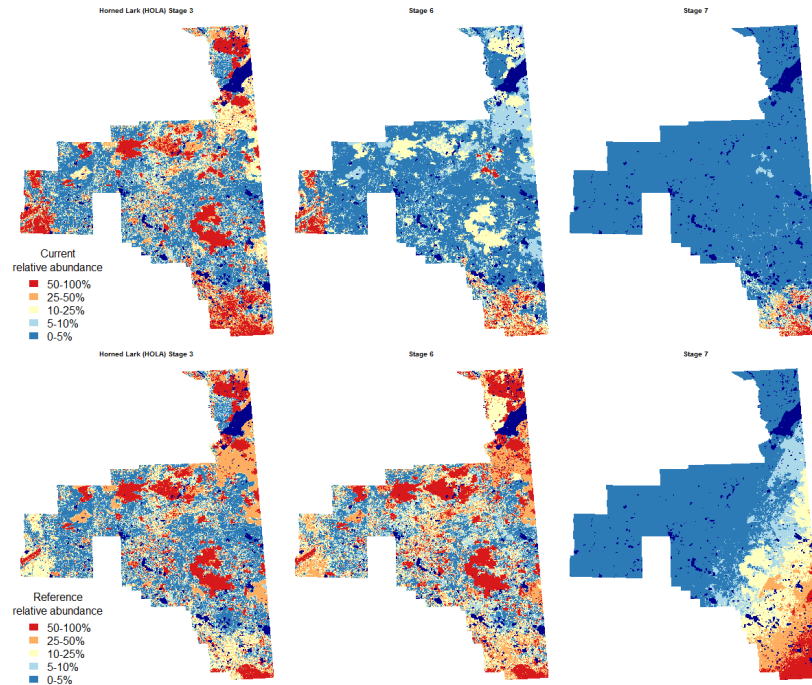 Horned Lark (HOLA) Stage 3
Stage 6
Stage 7
Current
relative abundance
50-100%
25-50%
10-25%
5-10%
0-5%
Horned Lark (HOLA) Stage 3
Stage 6
Stage 7
Reference
relative abundance
50-100%
25-50%
10-25%
5-10%
0-5%